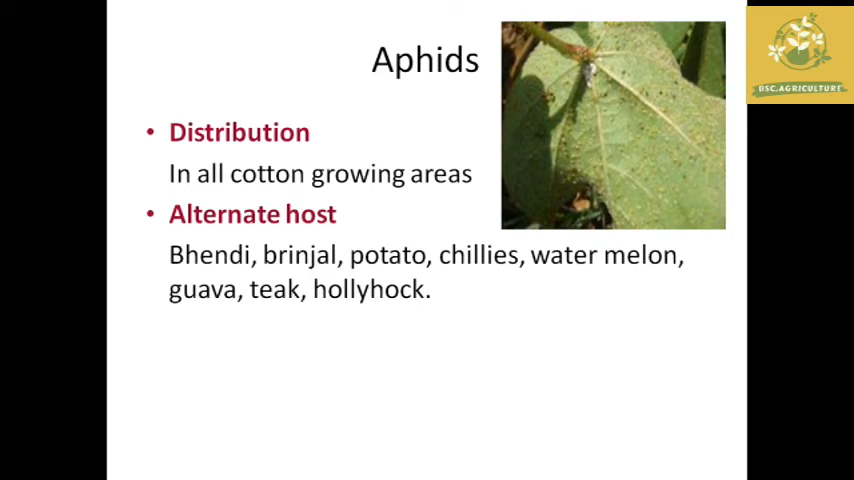 Aphids
BSC.AGRICULTURE
• Distribution
In all cotton growing areas
• Alternate host
Bhendi, brinjal, potato, chillies, water melon,
guava, teak, hollyhock.